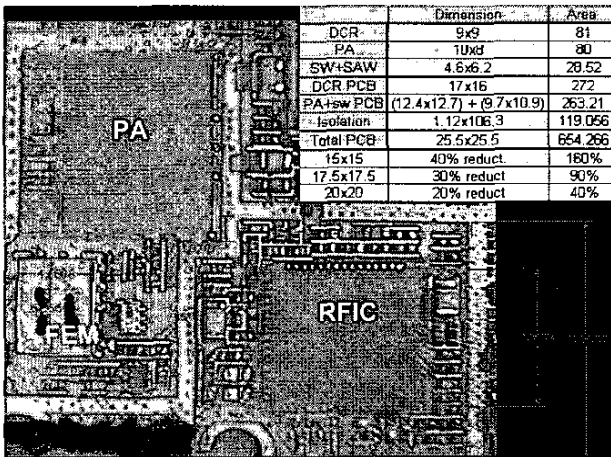 Dimension Area
DCR 9x9 81
PA 10x8 80
SW+SAW 4.6x6.2 28.52
DCR PCB 17x16 272
PA+sw PCB (12.4x12.7) + (9.7x10.9) 263.21
Isolation 1.12x106.3 119.056
Total PCB 25.5x25.5 654.266
15x15 40% reduct. 160%
17.5x17.5 30% reduct 90%
20x20 20% reduct 40%
PA
FEM
RFIC